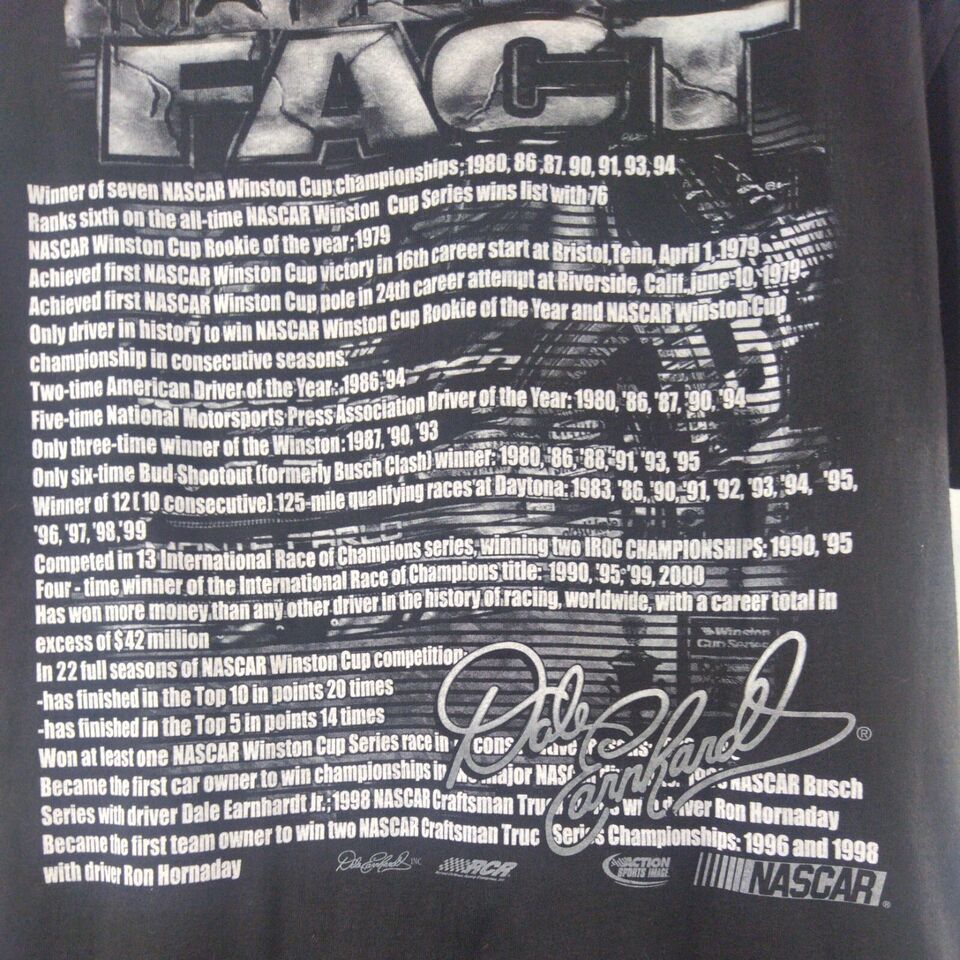 FACT
Winner of seven NASCAR Winston Cup championships; 1980, 86 ,87. 90, 91, 93, 94
Ranks sixth on the all-time NASCAR Winston Cup Series wins list with 76
NASCAR Winston Cup Rookie of the year; 1979
Achieved first NASCAR Winston Cup victory in 16th career start at Bristol, Tenn, April 1, 1979
Achieved first NASCAR Winston Cup pole in 24th career attempt at Riverside, Calif. june 10, 1979
Only driver in history to win NASCAR Winston Cup Rookie of the Year and NASCAR Winston Cup
championship in consecutive seasons.
Two-time American Driver of the Year: 1986,'94
Five-time National Motorsports Press Association Driver of the Year: 1980, '86, '87, '90, '94
Only three-time winner of the Winston: 1987, '90, '93
Only six-time Bud Shootout (formerly Busch Clash) winner: 1980, '86, '88, '91, '93, '95
Winner of 12 ( 10 consecutive) 125-mile qualifying races at Daytona: 1983, '86, '90, '91, '92, '93, '94, '95,
'96, '97, '98, '99
Competed in 13 International Race of Champions series, winning two IROC CHAMPIONSHIPS: 1990, '95
Four - time winner of the International Race of Champions title: 1990, '95, '99, 2000
Has won more money than any other driver in the history of racing, worldwide, with a career total in
excess of $42 million
In 22 full seasons of NASCAR Winston Cup competition:
-has finished in the Top 10 in points 20 times
-has finished in the Top 5 in points 14 times
Won at least one NASCAR Winston Cup Series race in
Became the first car owner to win championships in major NASCAR Busch
Series with driver Dale Earnhardt Jr.; 1998 NASCAR Craftsman Truc driver Ron Hornaday
Became the first team owner to win two NASCAR Craftsman Truc Series Championships: 1996 and 1998
with driver Ron Hornaday
Winston
Cup Series
Dale Earnhardt ®
Dale Earnhardt INC
RCR
ACTION
SPORTS IMAGE
NASCAR ®